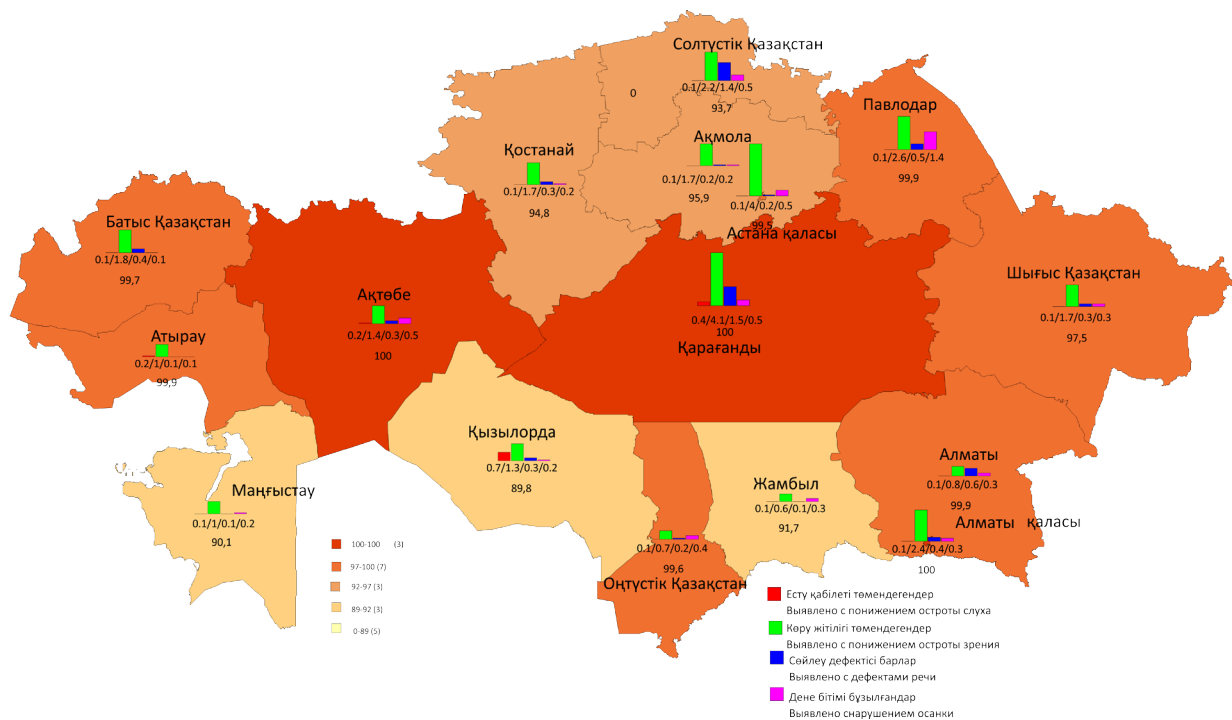 Солтүстік Қазақстан
0.1/2.2/1.4/0.5
93,7
0
Павлодар
0.1/2.6/0.5/1.4
99,9
Ақмола
0.1/1.7/0.2/0.2
95,9
0.1/4/0.2/0.5
99,5
Астана қаласы
Қостанай
0.1/1.7/0.3/0.2
94,8
Батыс Қазақстан
0.1/1.8/0.4/0.1
99,7
Ақтөбе
0.2/1.4/0.3/0.5
100
0.4/4.1/1.5/0.5
100
Қарағанды
Шығыс Қазақстан
0.1/1.7/0.3/0.3
97,5
Атырау
0.2/1/0.1/0.1
99,9
Қызылорда
0.7/1.3/0.3/0.2
89,8
Маңғыстау
0.1/1/0.1/0.2
90,1
Жамбыл
0.1/0.6/0.1/0.3
91,7
Алматы
0.1/0.8/0.6/0.3
99,9
Алматы қаласы
0.1/2.4/0.4/0.3
100
0.1/0.7/0.2/0.4
99,6
Оңтүстік Қазақстан
100-100 (3)
97-100 (7)
92-97 (3)
89-92 (3)
0-89 (5)
Есту қабілеті төмендегендер
Выявлено с понижением остроты слуха
Көру жітілігі төмендегендер
Выявлено с понижением остроты зрения
Сөйлеу дефектісі барлар
Выявлено с дефектами речи
Дене бітімі бұзылғандар
Выявлено снарушением осанки